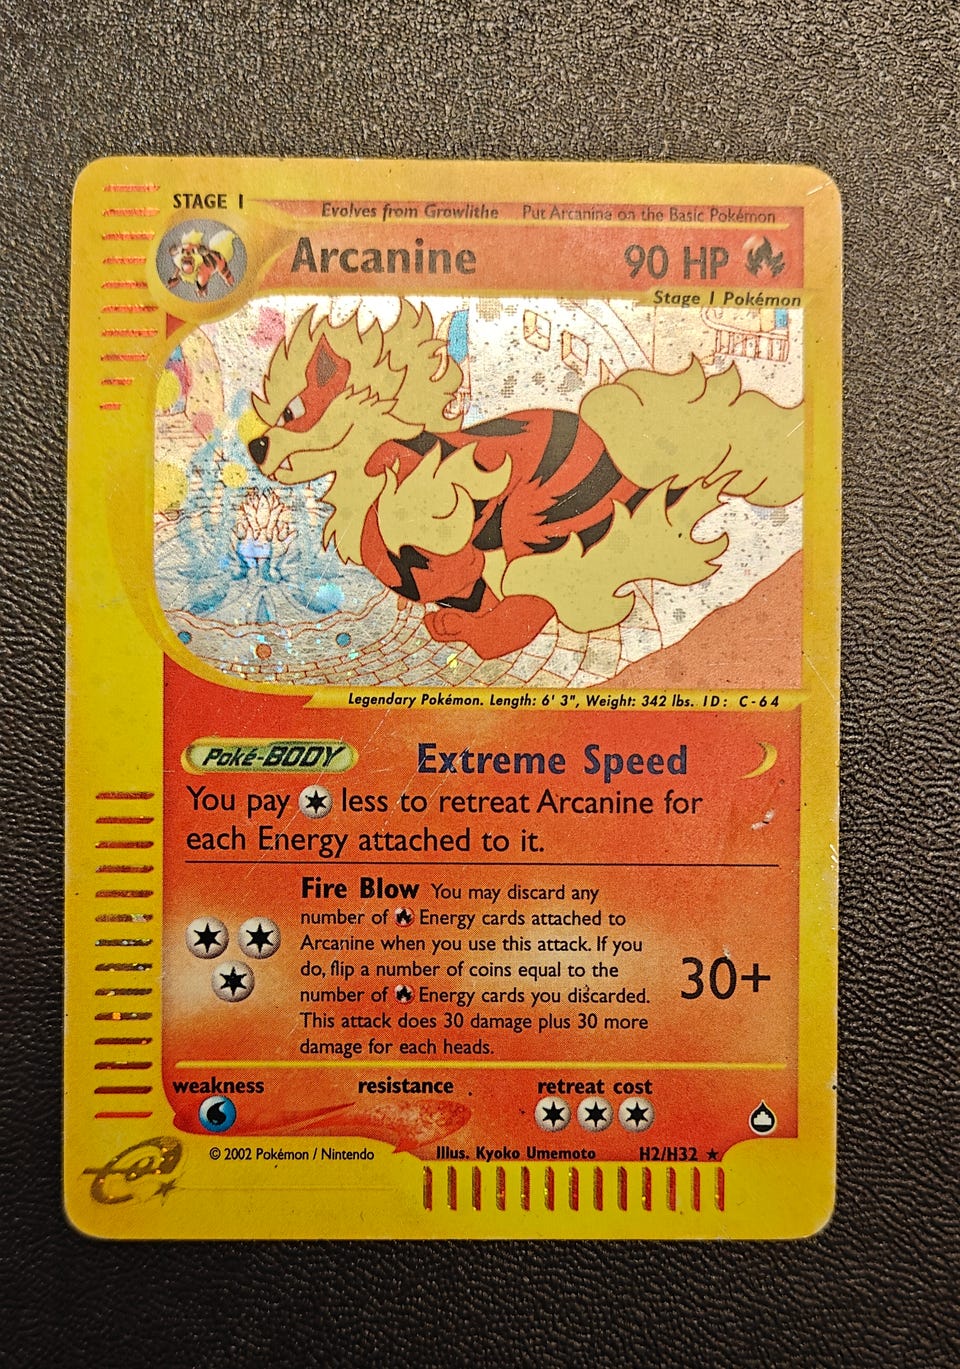 STAGE 1
Evolves from Growlithe Put Arcanine on the Basic Pokémon
Arcanine 90 HP
Stage 1 Pokémon
Legendary Pokémon. Length: 6' 3", Weight: 342 lbs. ID: C-64
Poké-BODY Extreme Speed
You pay less to retreat Arcanine for
each Energy attached to it.
Fire Blow You may discard any
number of Energy cards attached to
Arcanine when you use this attack. If you
do, flip a number of coins equal to the
number of Energy cards you discarded.
This attack does 30 damage plus 30 more
damage for each heads.
30+
weakness resistance retreat cost
© 2002 Pokémon / Nintendo Illus. Kyoko Umemoto H2/H32 ★
e